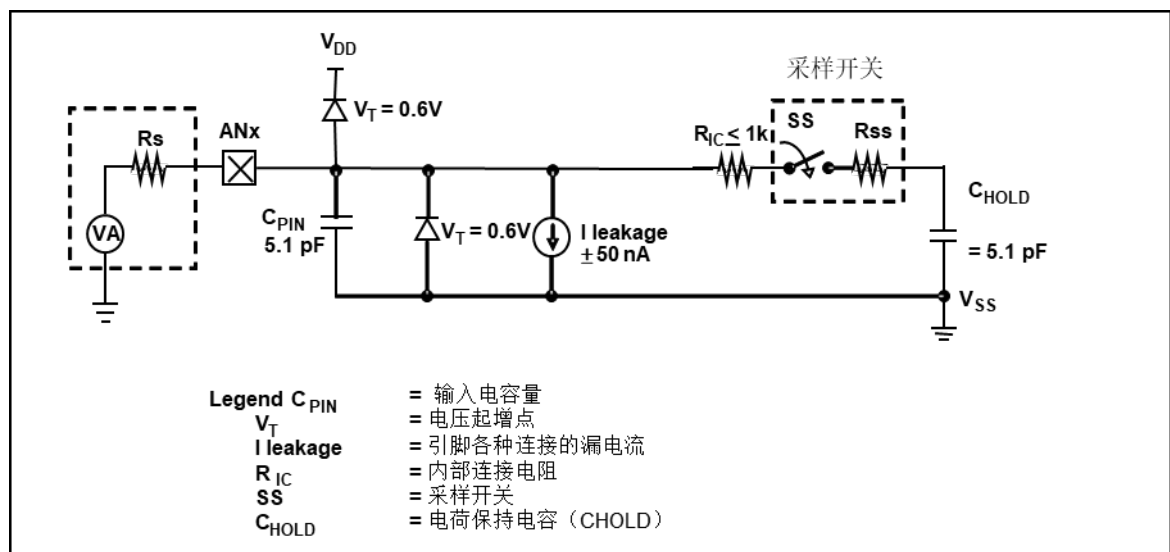 V_DD
采样开关
V_T = 0.6V
Rs
ANx
R_IC ≤ 1k
SS
Rss
C_HOLD
= 5.1 pF
VA
C_PIN
5.1 pF
V_T = 0.6V
I leakage
± 50 nA
V_SS
Legend C_PIN = 输入电容量
V_T = 电压起增点
I leakage = 引脚各种连接的漏电流
R_IC = 内部连接电阻
SS = 采样开关
C_HOLD = 电荷保持电容（CHOLD）